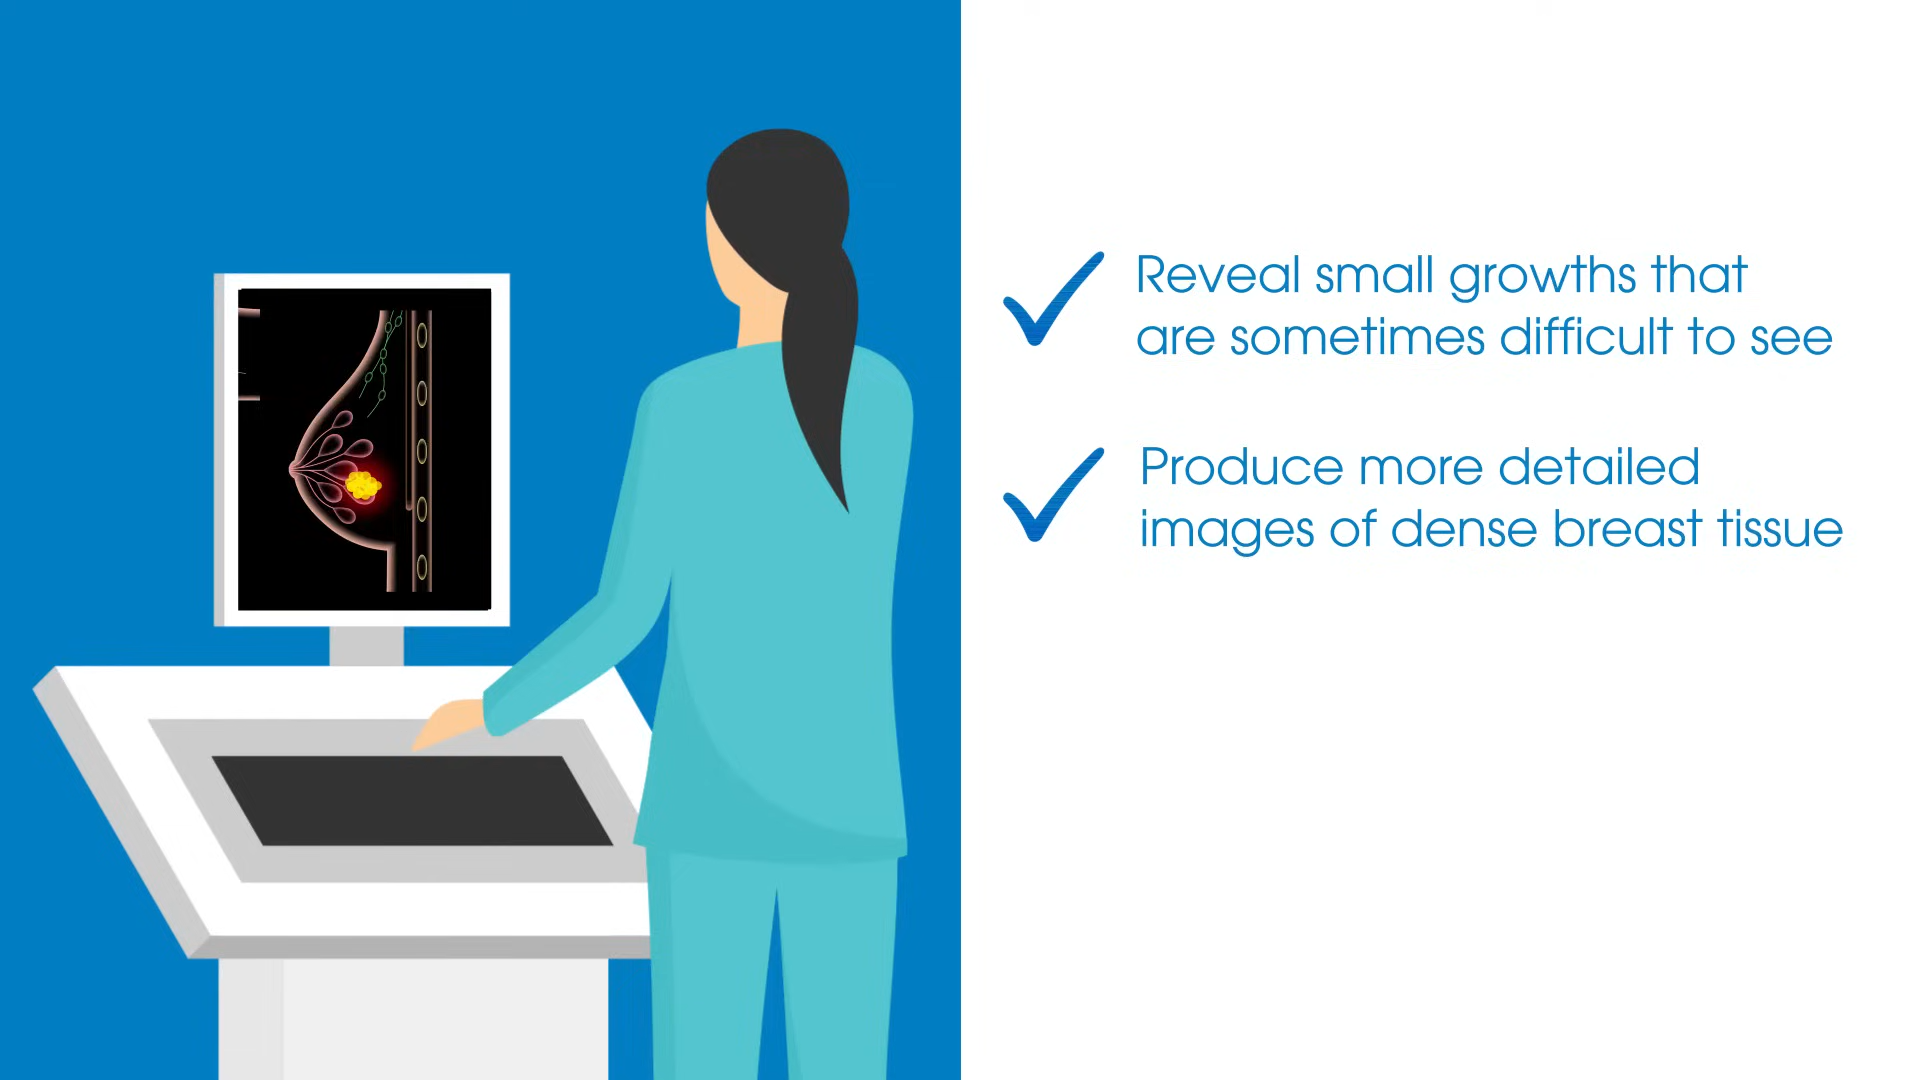 Reveal small growths that
are sometimes difficult to see
Produce more detailed
images of dense breast tissue